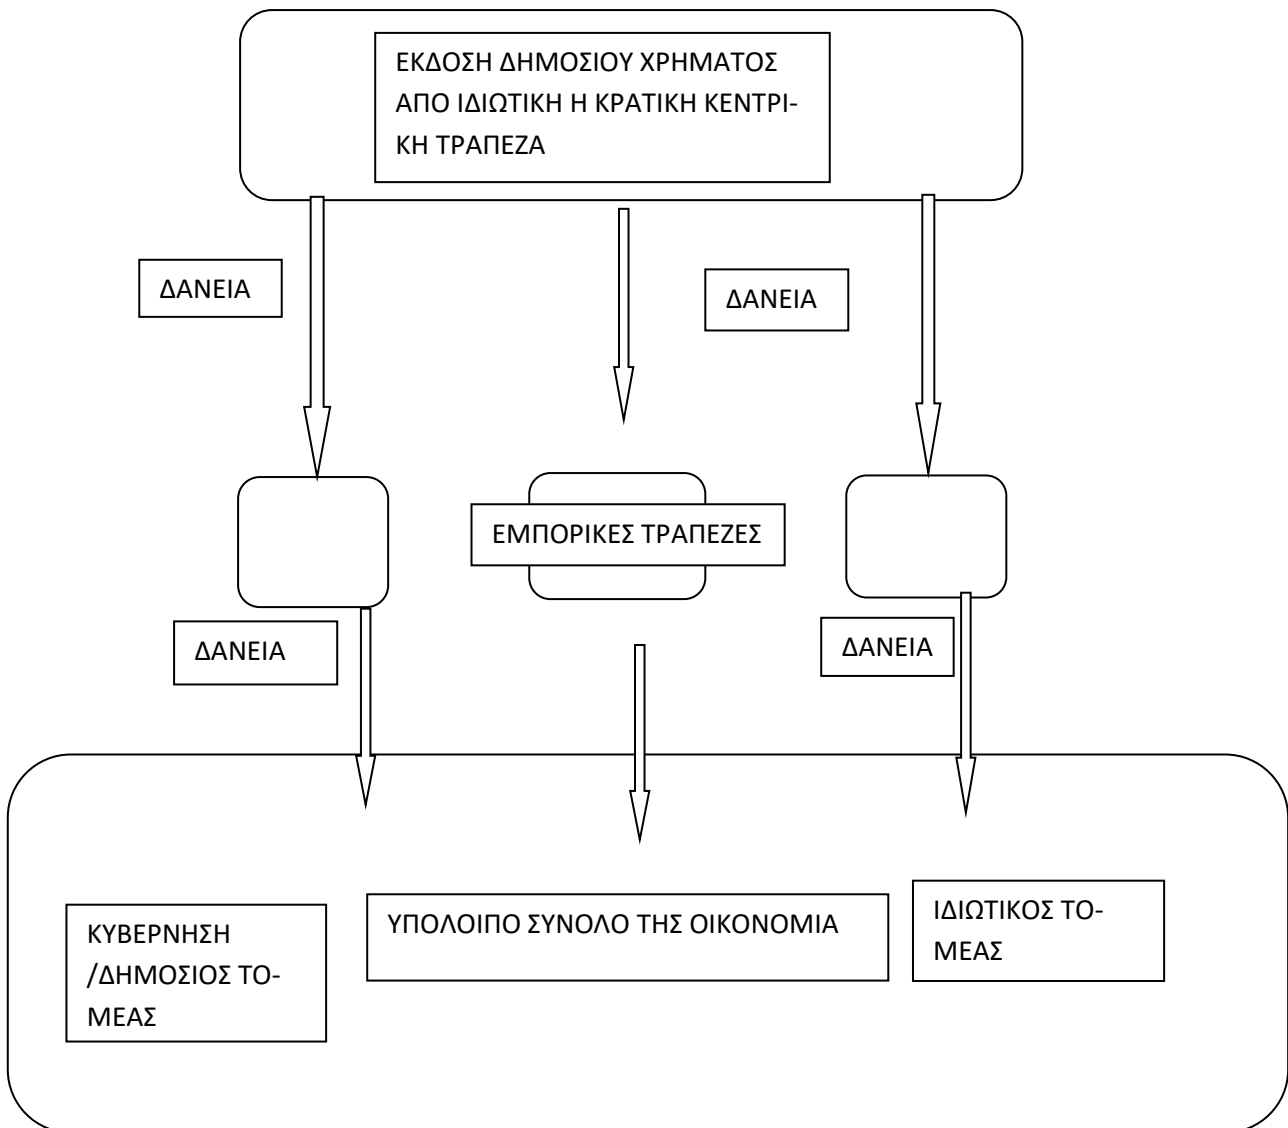 ΕΚΔΟΣΗ ΔΗΜΟΣΙΟΥ ΧΡΗΜΑΤΟΣ
ΑΠΟ ΙΔΙΩΤΙΚΗ Η ΚΡΑΤΙΚΗ ΚΕΝΤΡΙ-
ΚΗ ΤΡΑΠΕΖΑ
ΔΑΝΕΙΑ
ΔΑΝΕΙΑ
ΕΜΠΟΡΙΚΕΣ ΤΡΑΠΕΖΕΣ
ΔΑΝΕΙΑ
ΔΑΝΕΙΑ
ΚΥΒΕΡΝΗΣΗ
/ΔΗΜΟΣΙΟΣ ΤΟ-
ΜΕΑΣ
ΥΠΟΛΟΙΠΟ ΣΥΝΟΛΟ ΤΗΣ ΟΙΚΟΝΟΜΙΑ
ΙΔΙΩΤΙΚΟΣ ΤΟ-
ΜΕΑΣ